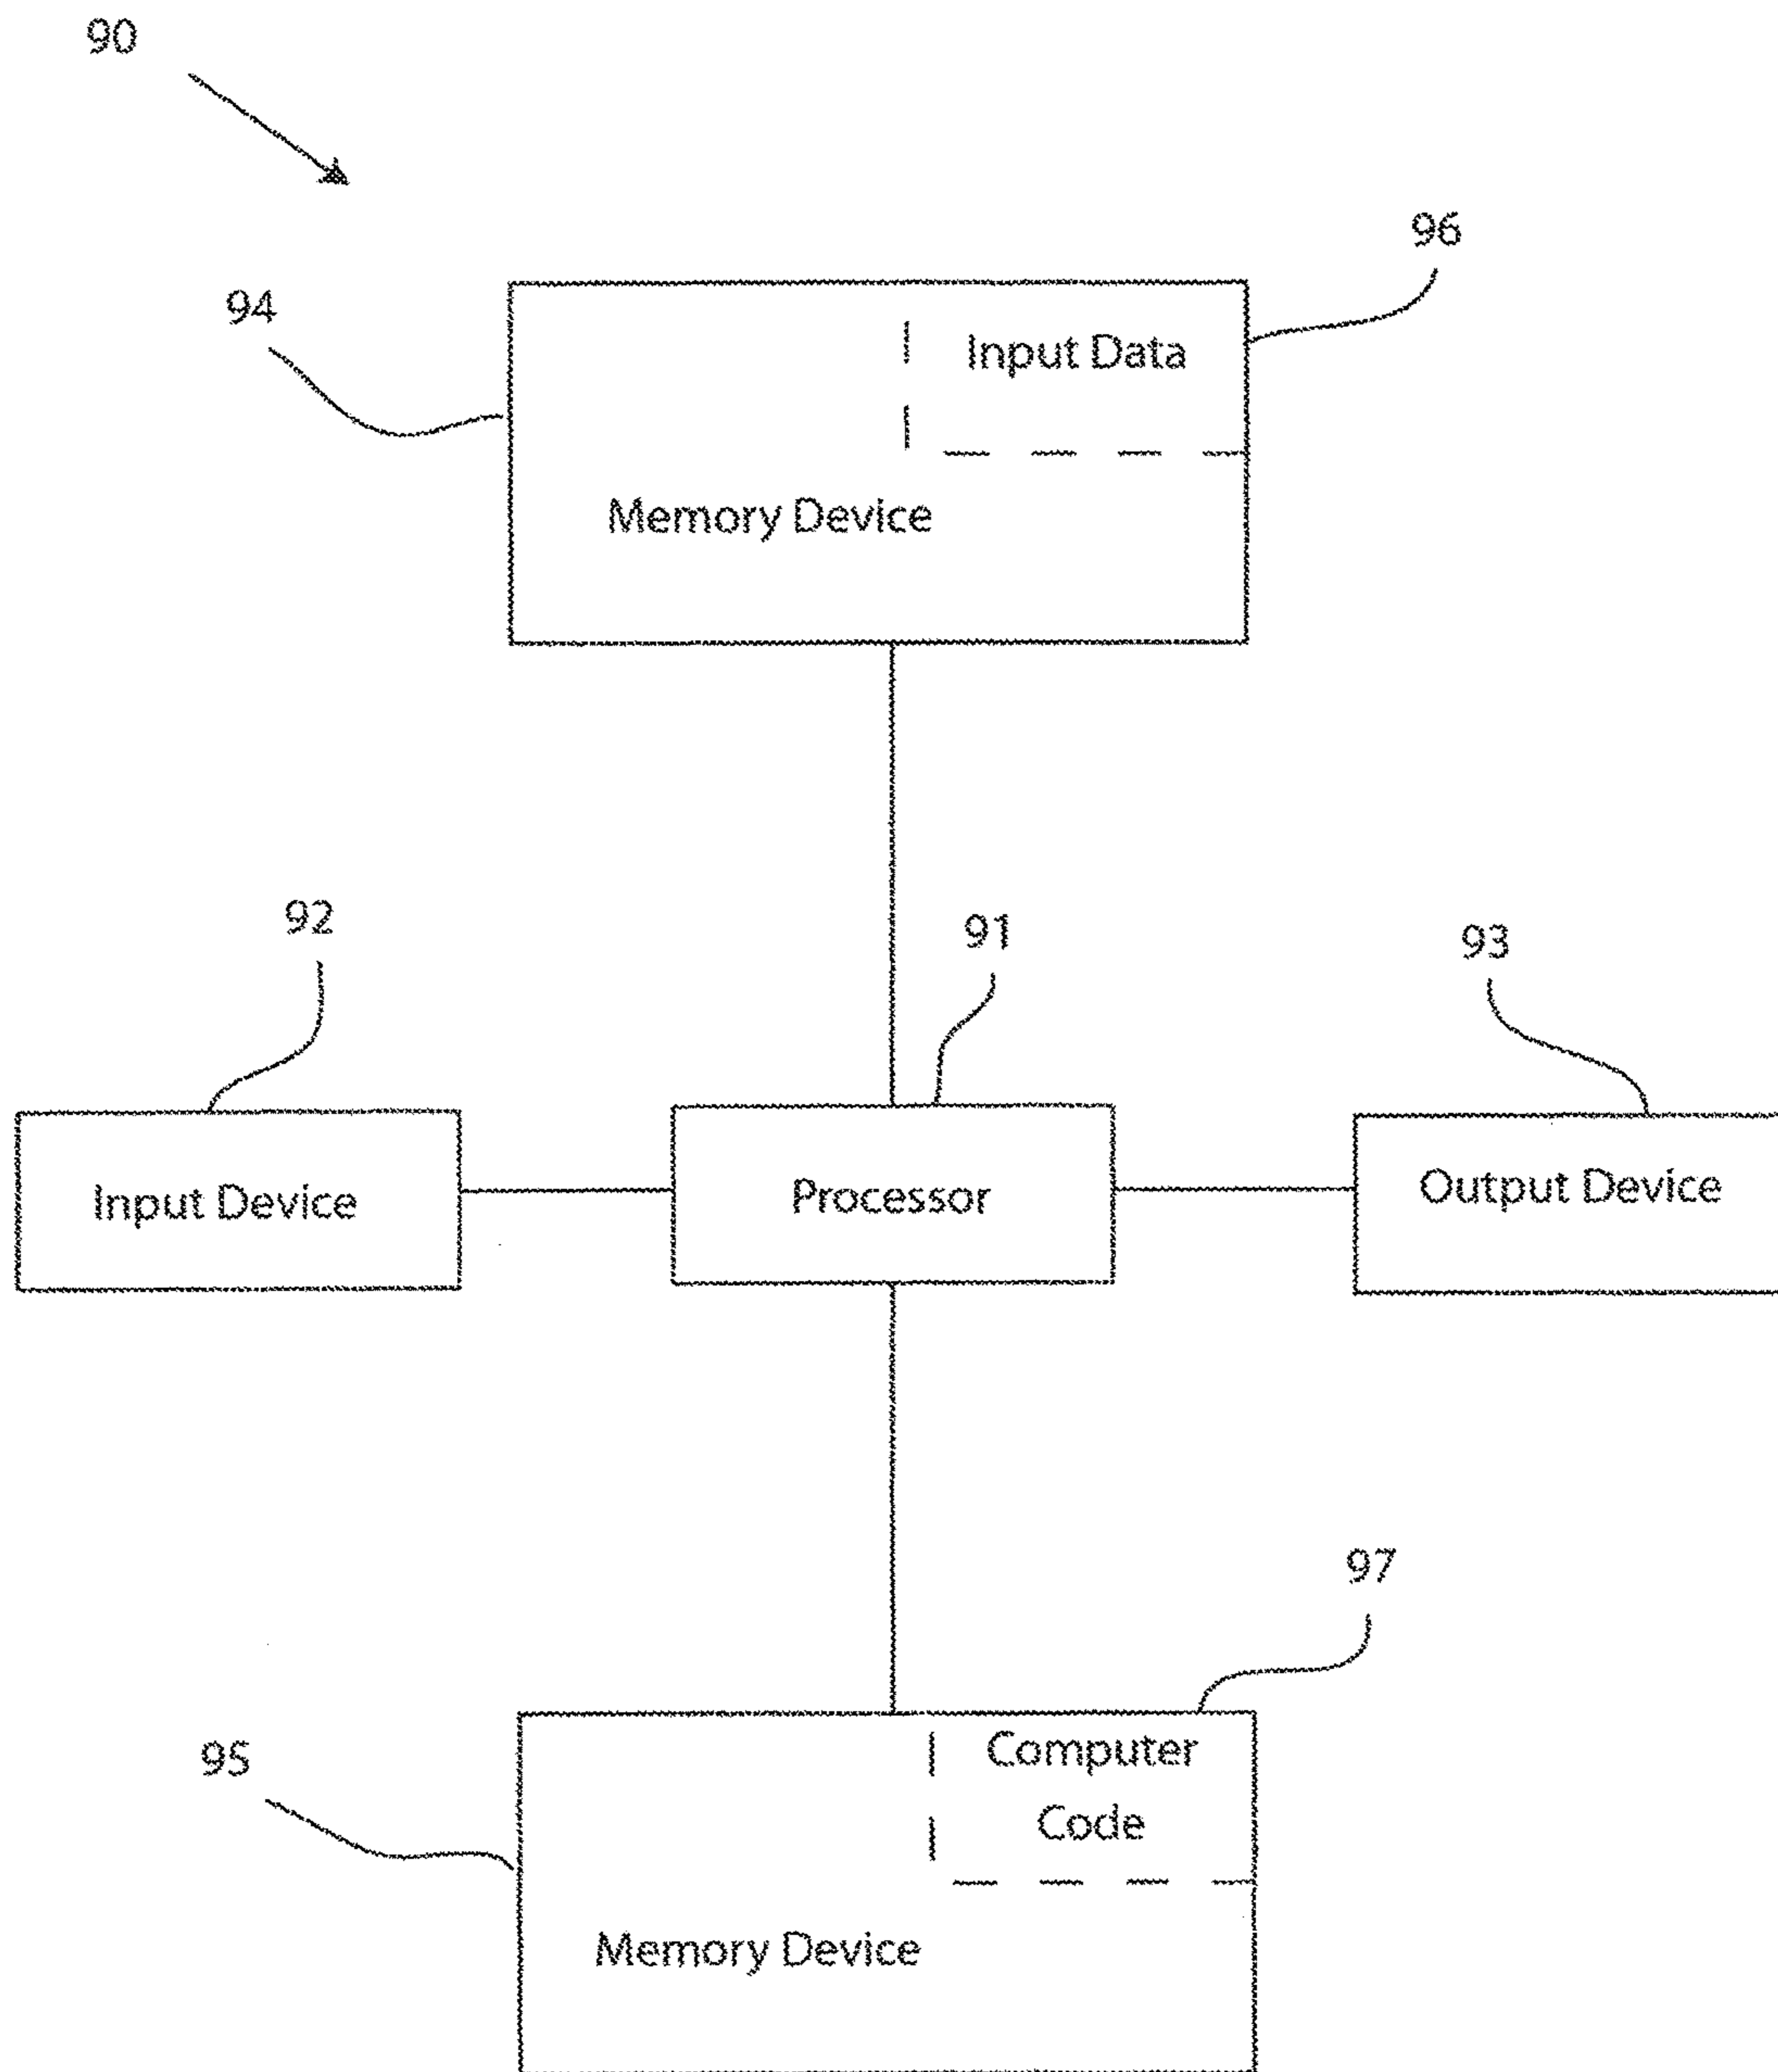 90
96
94
Input Data
Memory Device
92
91
93
Input Device
Processor
Output Device
97
95
Computer
Code
Memory Device